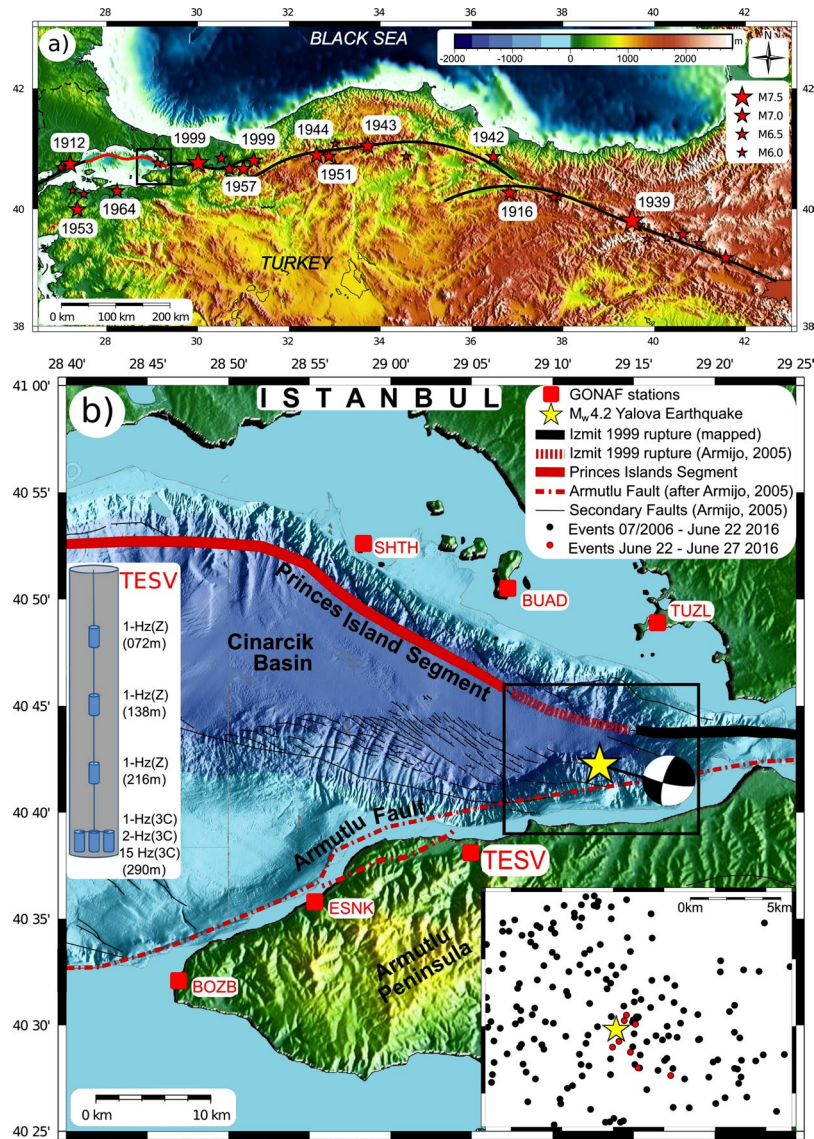 a)
BLACK SEA
-2000
-1000
0
1000
2000
m
N
M7.5
M7.0
M6.5
M6.0
42
40
38
42
40
38
1912
1999
1999
1944
1943
1942
1957
1951
1964
1953
1916
1939
TURKEY
0 km
100 km
200 km
28
30
32
34
36
38
40
42
28 40'
28 45'
28 50'
28 55'
29 00'
29 05'
29 10'
29 15'
29 20'
29 25'
41 00'
40 55'
40 50'
40 45'
40 40'
40 35'
40 30'
40 25'
b)
ISTANBUL
GONAF stations
Mw4.2 Yalova Earthquake
Izmit 1999 rupture (mapped)
Izmit 1999 rupture (Armijo, 2005)
Princes Islands Segment
Armutlu Fault (after Armijo, 2005)
Secondary Faults (Armijo, 2005)
Events 07/2006 - June 22 2016
Events June 22 - June 27 2016
SHTH
BUAD
TUZL
TESV
1-Hz(Z)
(072m)
1-Hz(Z)
(138m)
1-Hz(Z)
(216m)
1-Hz(3C)
2-Hz(3C)
15 Hz(3C)
(290m)
Princes Island Segment
Cinarcik
Basin
Armutlu Fault
TESV
ESNK
BOZB
Armutlu
Peninsula
0km
5km
0 km
10 km